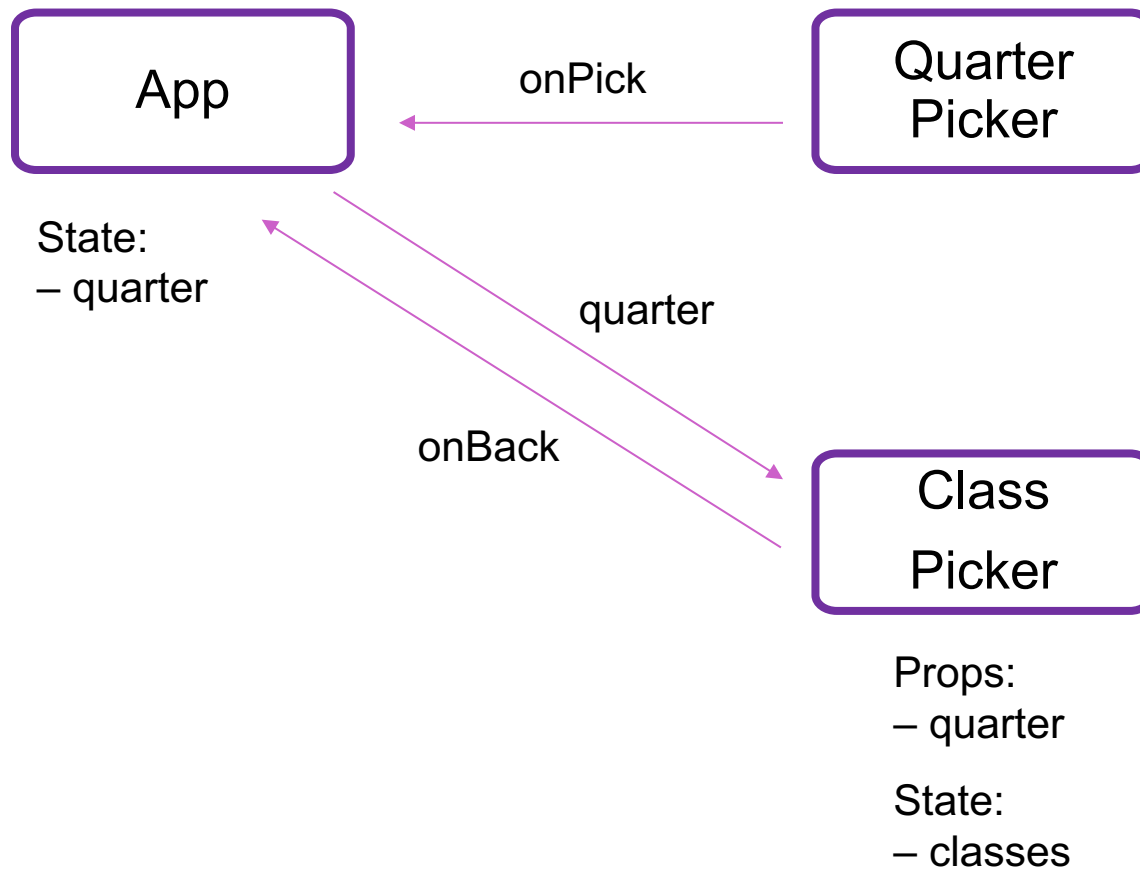 App
onPick
Quarter
Picker
State:
– quarter
quarter
onBack
Class
Picker
Props:
– quarter
State:
– classes